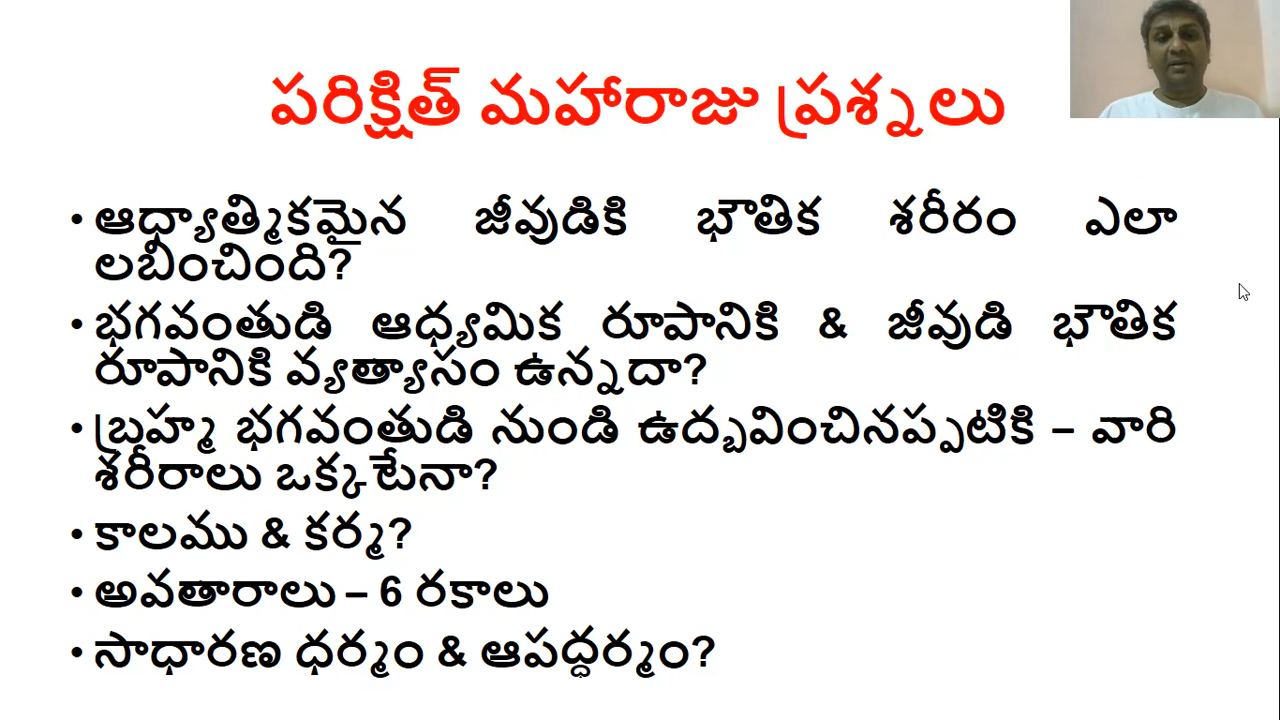 పరిక్షిత్ మహారాజు ప్రశ్నలు
• ఆధ్యాత్మికమైన జీవుడికి భౌతిక శరీరం ఎలా
లభించింది?
• భగవంతుడి ఆధ్యమిక రూపానికి & జీవుడి భౌతిక
రూపానికి వ్యత్యాసం ఉన్నదా?
• బ్రహ్మ భగవంతుడి నుండి ఉద్బవించినప్పటికి – వారి
శరీరాలు ఒక్కటేనా?
• కాలము & కర్మ?
• అవతారాలు – 6 రకాలు
• సాధారణ ధర్మం & ఆపద్ధర్మం?